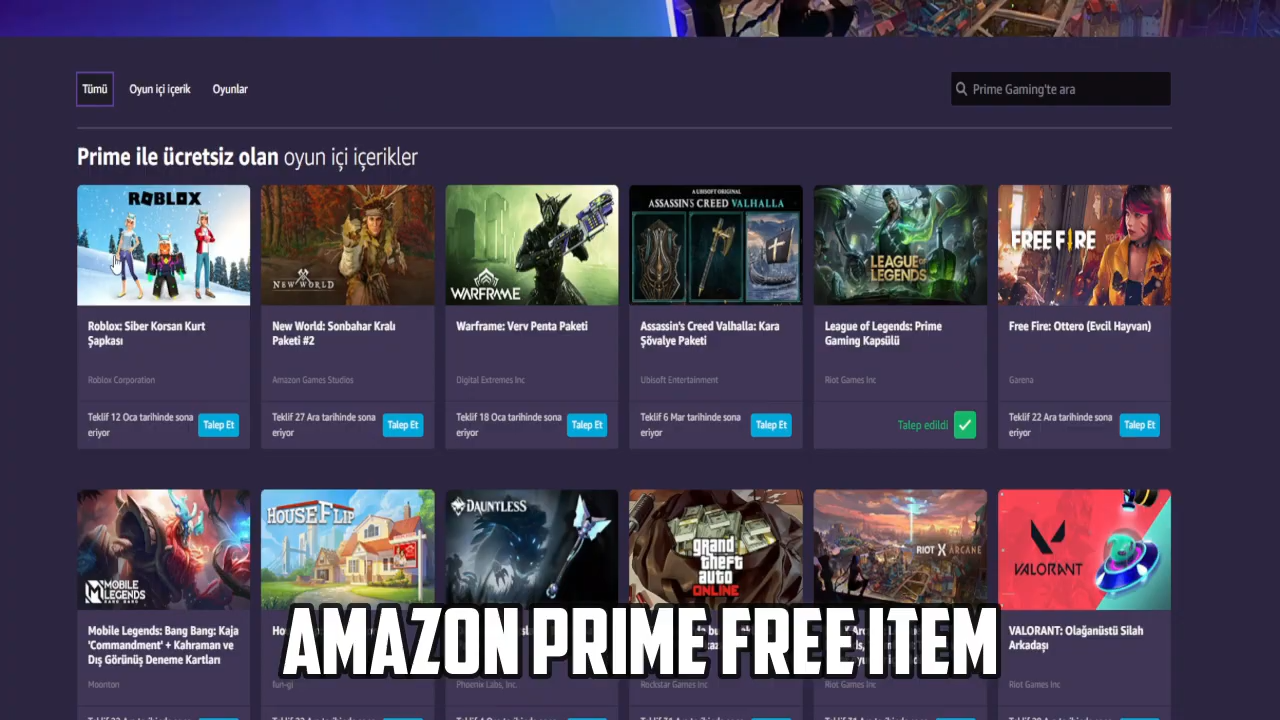 Tümü
Oyun içi içerik
Oyunlar
Prime Gaming'te ara
Prime ile ücretsiz olan oyun içi içerikler
ROBLOX
NEW WORLD
WARFRAME
A UBISOFT ORIGINAL
ASSASSIN'S CREED VALHALLA
LEAGUE OF
LEGENDS
FREE FIRE
Roblox: Siber Korsan Kurt
Şapkası
Roblox Corporation
Teklif 12 Oca tarihinde sona
eriyor
Talep Et
New World: Sonbahar Kralı
Paketi #2
Amazon Games Studios
Teklif 27 Ara tarihinde sona
eriyor
Talep Et
Warframe: Verv Penta Paketi
Digital Extremes Inc
Teklif 18 Oca tarihinde sona
eriyor
Talep Et
Assassin's Creed Valhalla: Kara
Şövalye Paketi
Ubisoft Entertainment
Teklif 6 Mar tarihinde sona
eriyor
Talep Et
League of Legends: Prime
Gaming Kapsülü
Riot Games Inc
Talep edildi
Free Fire: Ottero (Evcil Hayvan)
Garena
Teklif 22 Ara tarihinde sona
eriyor
Talep Et
MOBILE
LEGENDS
BANG BANG
HOUSE FLIP
DAUNTLESS
grand
theft
auto
ONLINE
RIOT X ARCANE
VALORANT
Mobile Legends: Bang Bang: Kaja
'Commandment' + Kahraman ve
Dış Görünüş Deneme Kartları
Moonton
fun-gi
Phoenix Labs, Inc.
Rockstar Games Inc
Riot Games Inc
VALORANT: Olağanüstü Silah
Arkadaşı
Riot Games Inc
AMAZON PRIME FREE ITEM